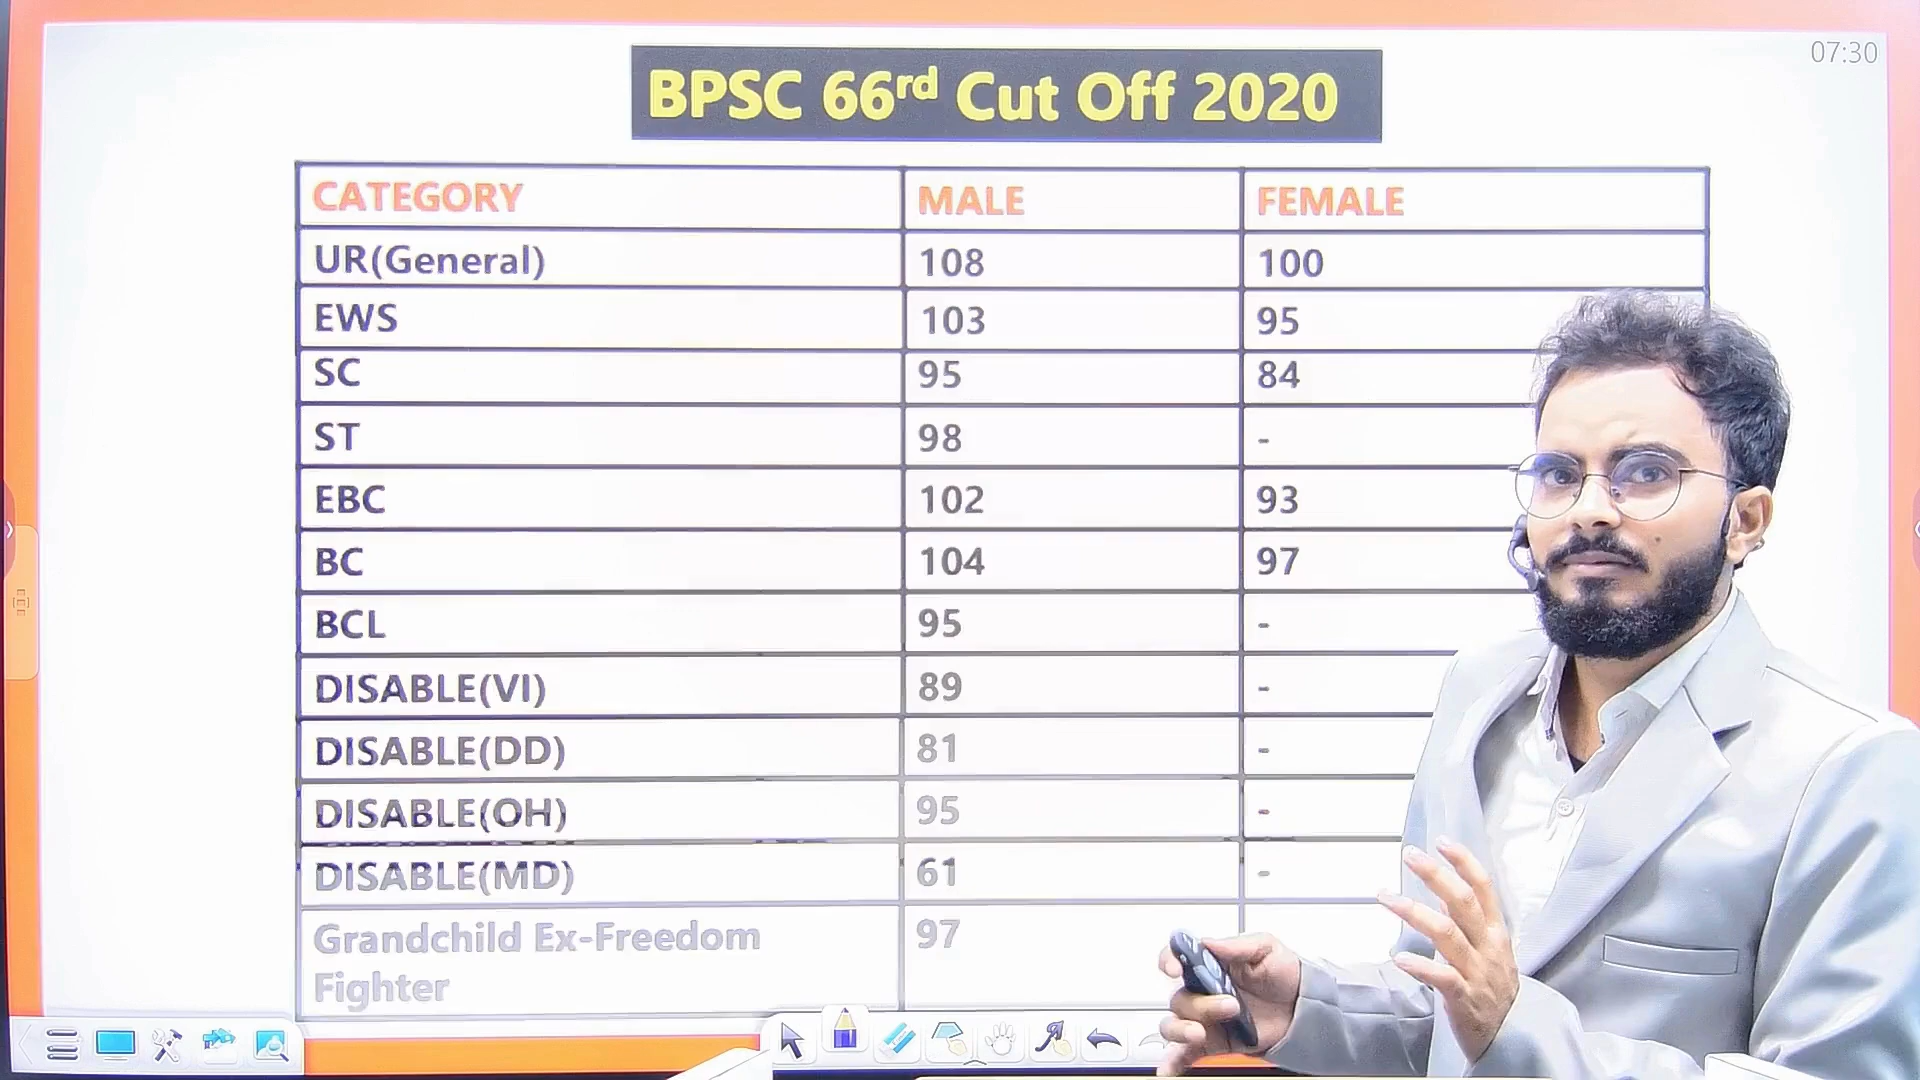 07:30
BPSC 66rd Cut Off 2020
CATEGORY MALE FEMALE
UR(General) 108 100
EWS 103 95
SC 95 84
ST 98 -
EBC 102 93
BC 104 97
BCL 95 -
DISABLE(VI) 89 -
DISABLE(DD) 81 -
DISABLE(OH) 95 -
DISABLE(MD) 61 -
Grandchild Ex-Freedom 97
Fighter